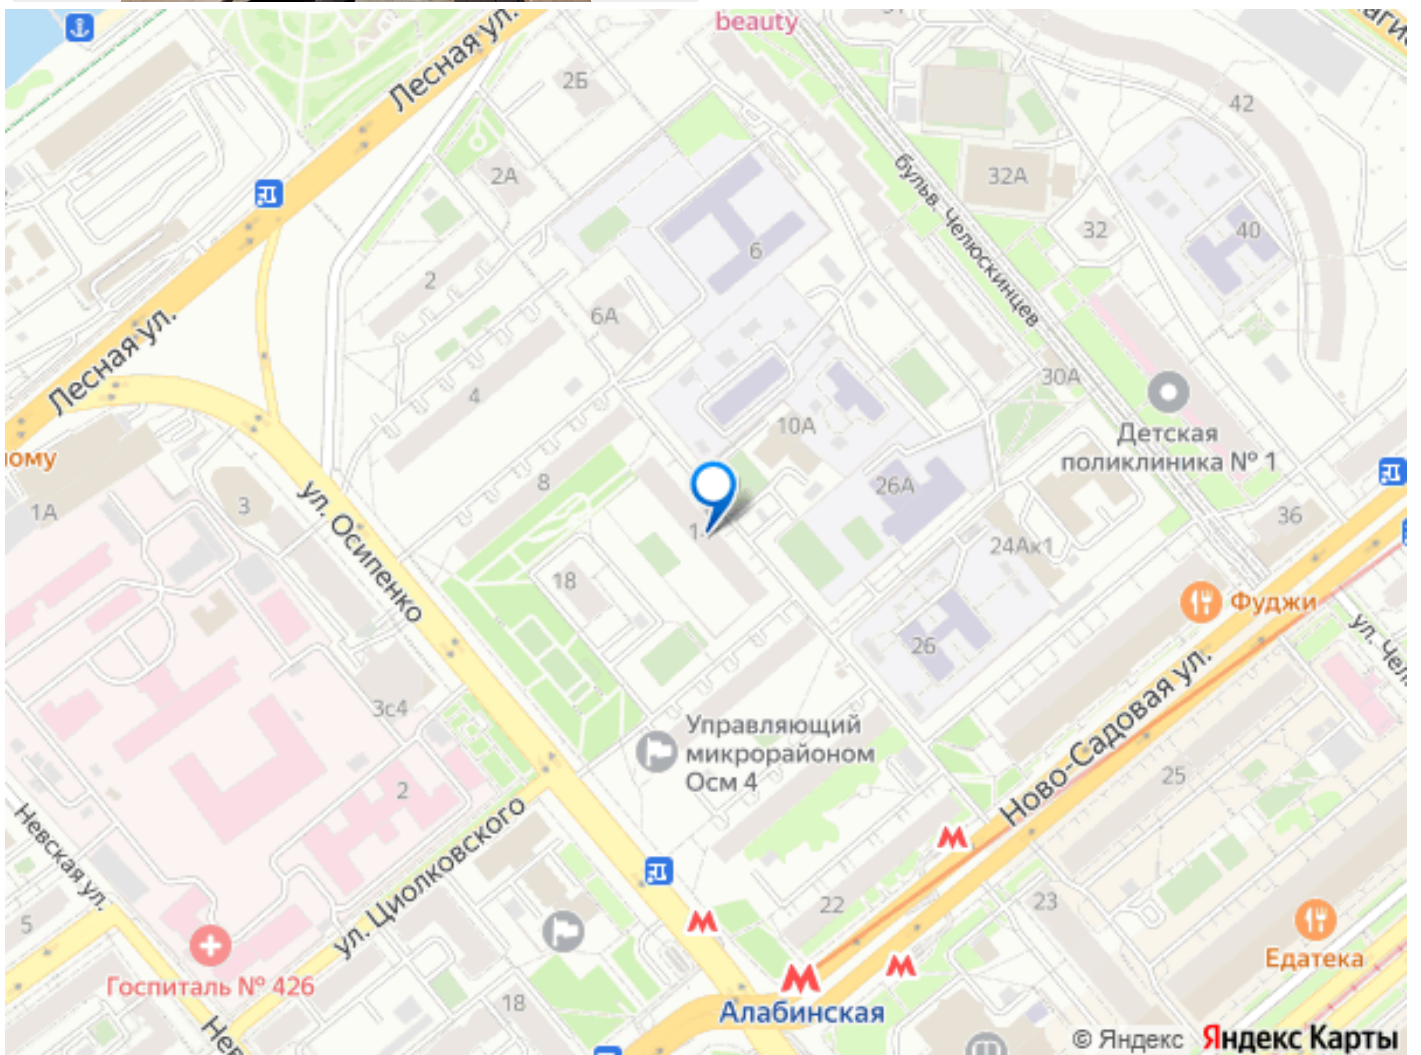 beauty
Лесная ул.
2Б
42
2А
32А
бульв. Челюскинцев
32
40
6
2
6А
Лесная ул.
4
30А
10А
Детская
поликлиника № 1
ному
8
26А
1А
3
ул. Осипенко
36
24Ак1
18
Фуджи
26
ул. Чел
3с4
Управляющий
микрорайоном
Осм 4
Ново-Садовая ул.
25
2
Невская ул.
ул. Циолковского
22
23
5
Едатека
Госпиталь № 426
18
Алабинская
Нев
© Яндекс Яндекс Карты